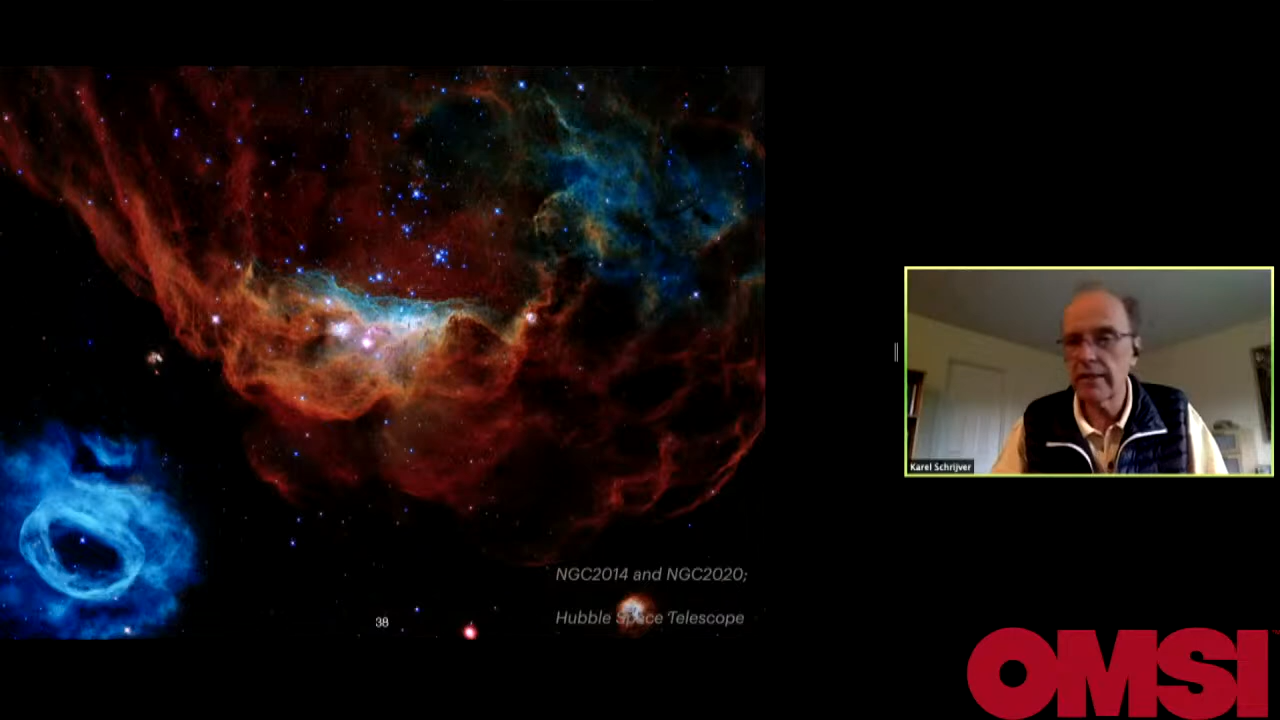 NGC2014 and NGC2020;
Hubble Space Telescope
38
Karel Schrijver
OMSI